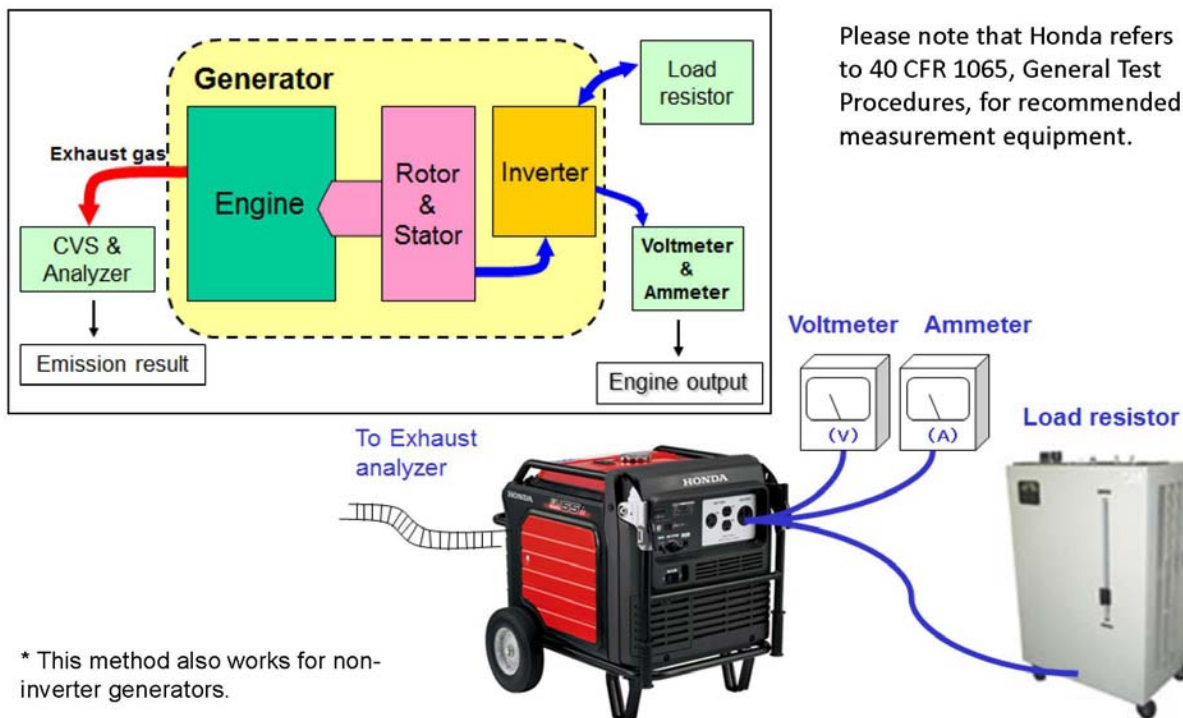 Please note that Honda refers
to 40 CFR 1065, General Test
Procedures, for recommended
measurement equipment.
Generator
Load
resistor
Exhaust gas
Engine
Rotor
&
Stator
Inverter
CVS &
Analyzer
Voltmeter
&
Ammeter
Emission result
Engine output
Voltmeter
Ammeter
(V)
(A)
Load resistor
To Exhaust
analyzer
HONDA
HONDA
* This method also works for non-
inverter generators.